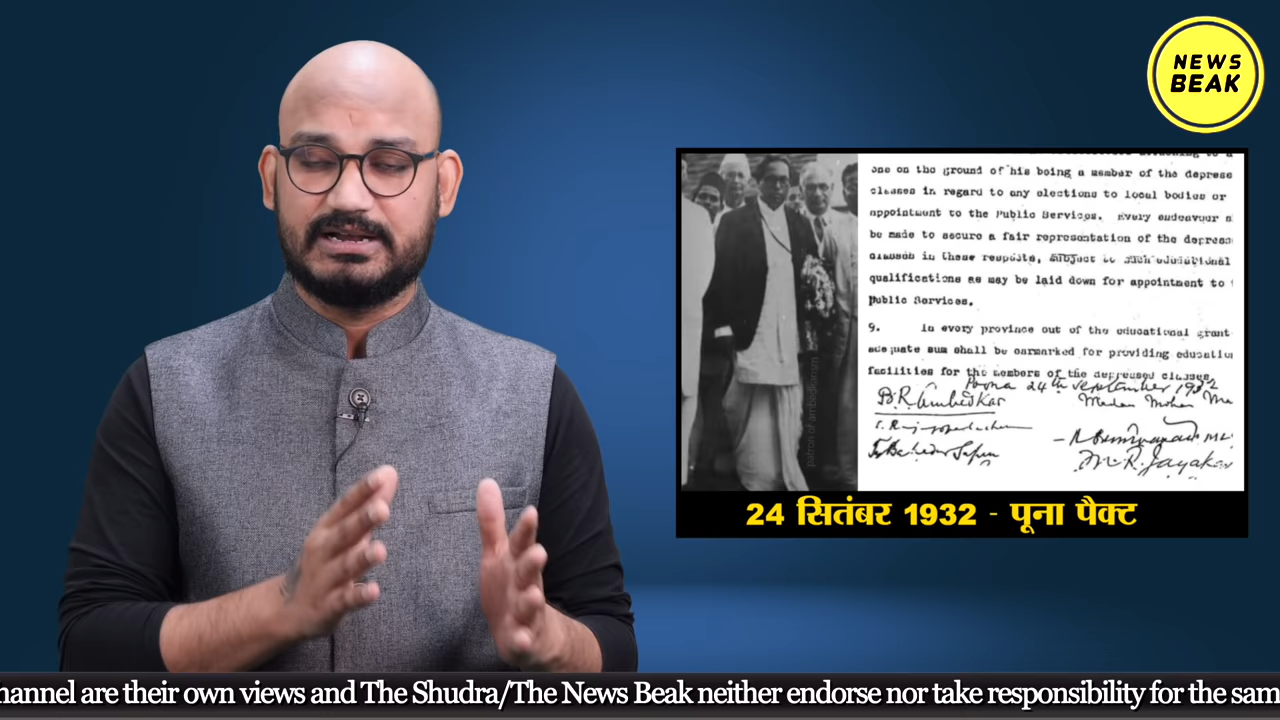 NEWS
BEAK
one on the ground of his being a member of the deprese
classes in regard to any elections to local bodies or
appointment to the Public Services. Every endeavour
be made to secure a fair representation of the depress
classes in these respects, subject to such educational
qualifications as may be laid down for appointment to
Public Services.
9. In every province out of the educational grant
adequate sum shall be earmarked for providing educatio
facilities for the members of the depressed classes.
Poona 24th September 1932
B.R. Ambedkar
Madan Mohan Ma
M.R. Jayakar
patron of ambedkarism
24 सितंबर 1932 - पूना पैक्ट
hannel are their own views and The Shudra/The News Beak neither endorse nor take responsibility for the sam